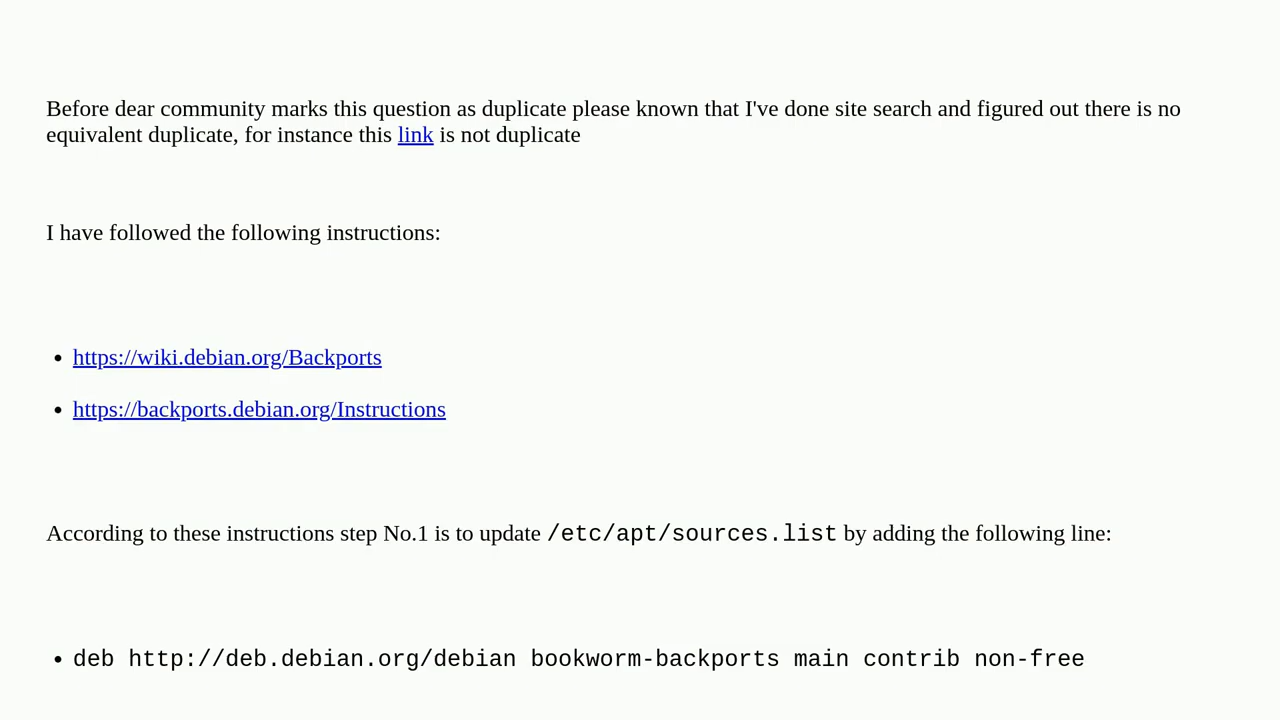 Before dear community marks this question as duplicate please known that I've done site search and figured out there is no
equivalent duplicate, for instance this link is not duplicate
I have followed the following instructions:
• https://wiki.debian.org/Backports
• https://backports.debian.org/Instructions
According to these instructions step No.1 is to update /etc/apt/sources.list by adding the following line:
• deb http://deb.debian.org/debian bookworm-backports main contrib non-free